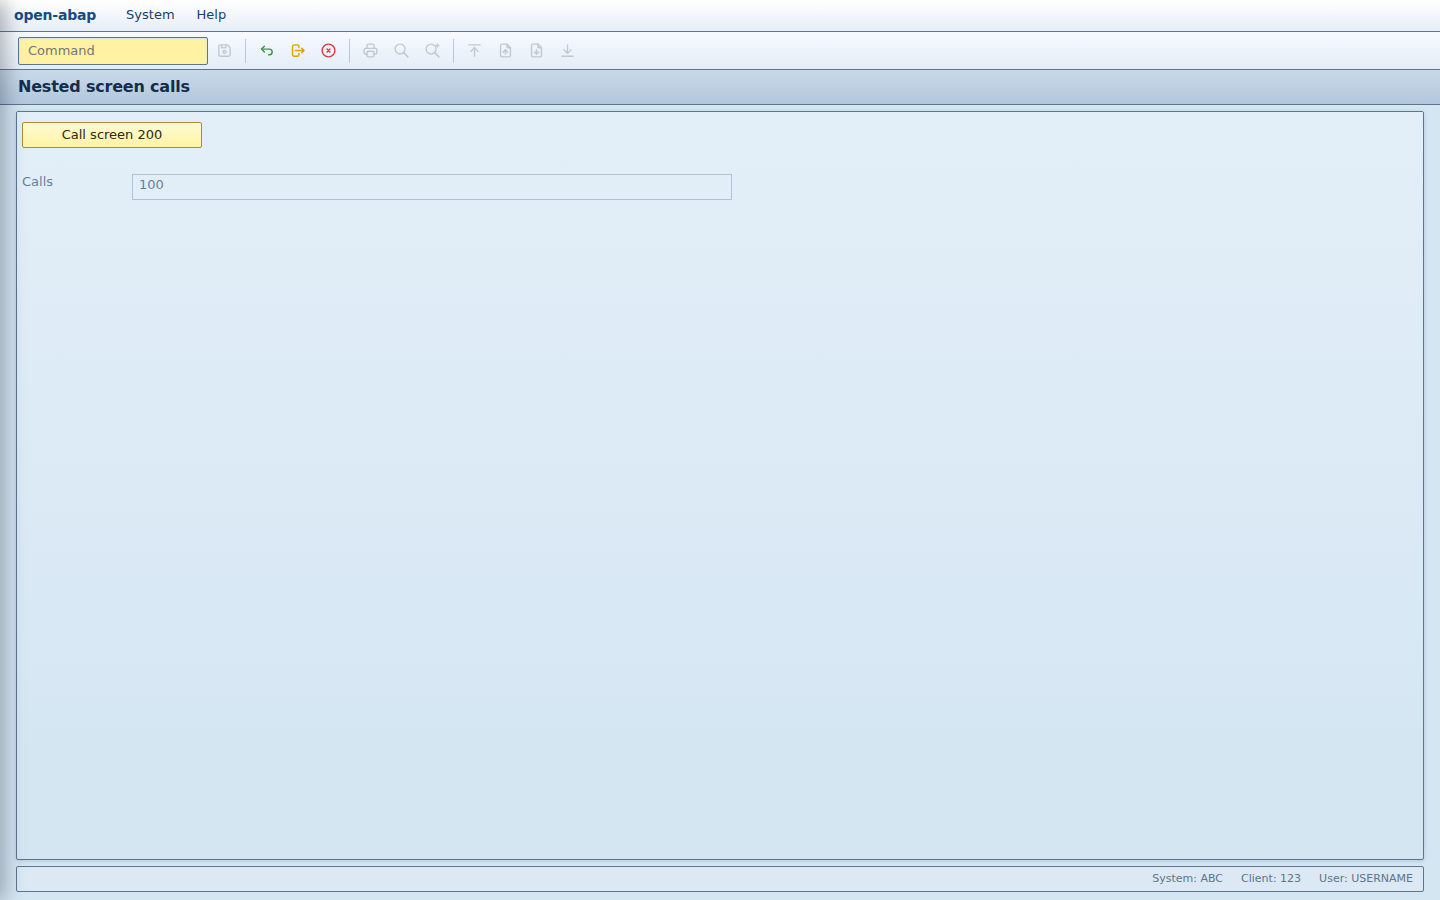 open-abap System Help
Command
Nested screen calls
Call screen 200
Calls 100
System: ABC Client: 123 User: USERNAME